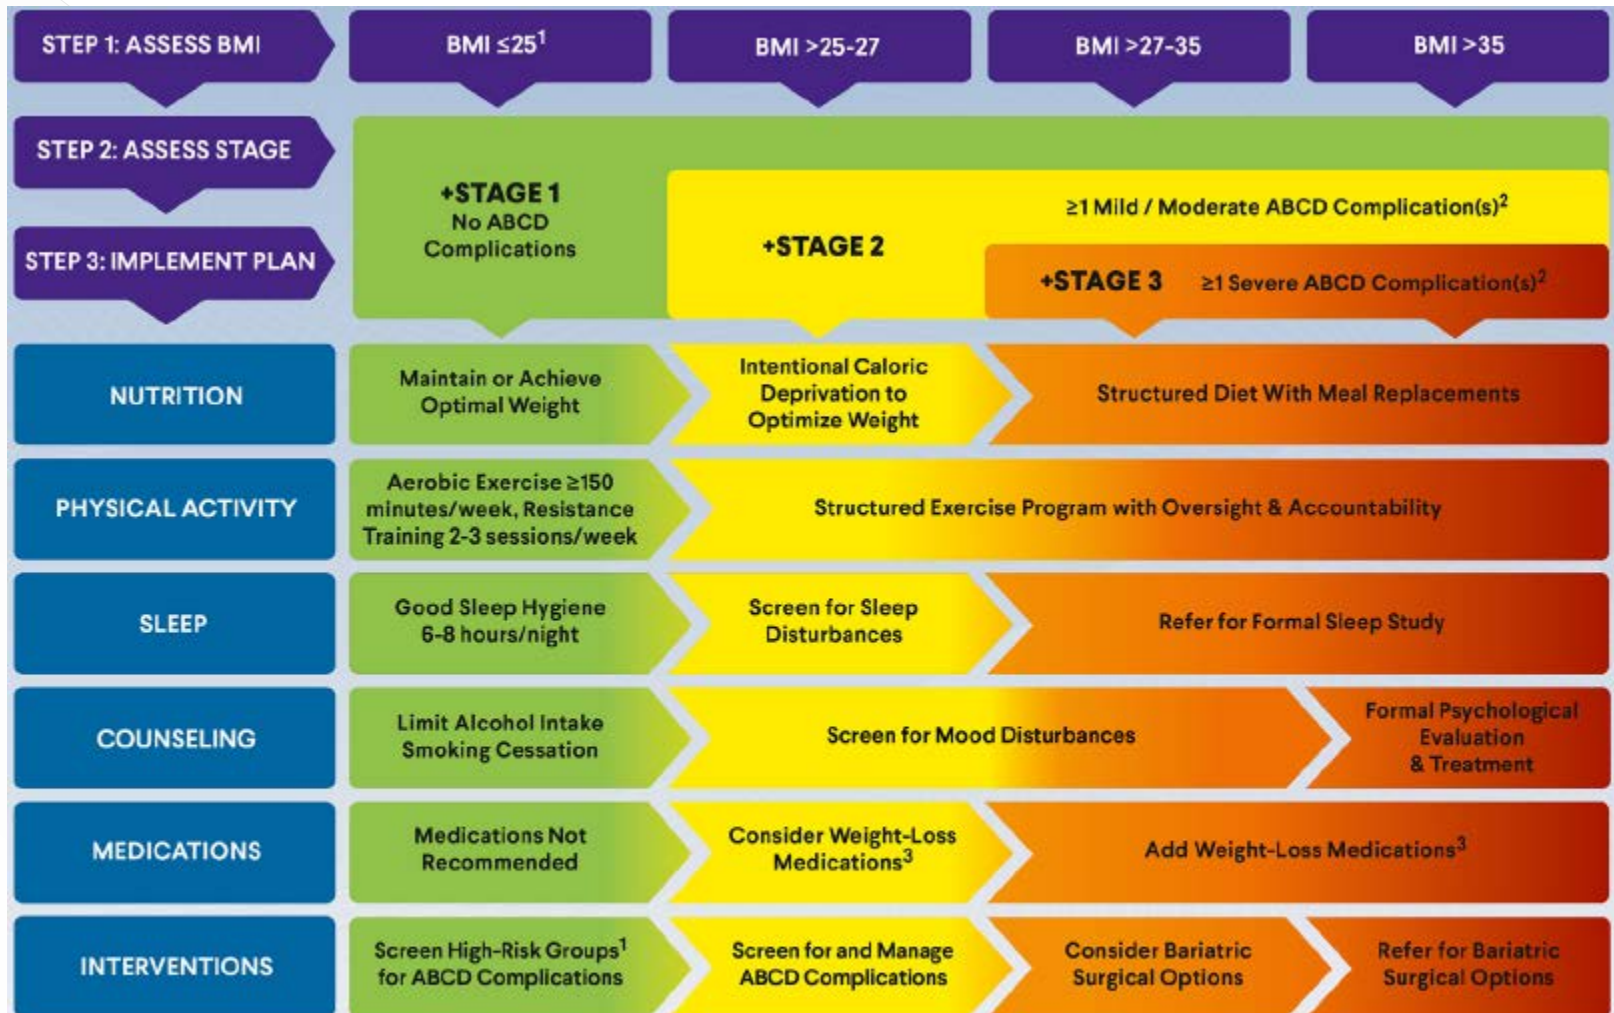 STEP 1: ASSESS BMI
BMI ≤25¹
BMI >25-27
BMI >27-35
BMI >35
STEP 2: ASSESS STAGE
STEP 3: IMPLEMENT PLAN
+STAGE 1
No ABCD
Complications
+STAGE 2
≥1 Mild / Moderate ABCD Complication(s)²
+STAGE 3 ≥1 Severe ABCD Complication(s)²
NUTRITION
Maintain or Achieve
Optimal Weight
Intentional Caloric
Deprivation to
Optimize Weight
Structured Diet With Meal Replacements
PHYSICAL ACTIVITY
Aerobic Exercise ≥150
minutes/week, Resistance
Training 2-3 sessions/week
Structured Exercise Program with Oversight & Accountability
SLEEP
Good Sleep Hygiene
6-8 hours/night
Screen for Sleep
Disturbances
Refer for Formal Sleep Study
COUNSELING
Limit Alcohol Intake
Smoking Cessation
Screen for Mood Disturbances
Formal Psychological
Evaluation
& Treatment
MEDICATIONS
Medications Not
Recommended
Consider Weight-Loss
Medications³
Add Weight-Loss Medications³
INTERVENTIONS
Screen High-Risk Groups¹
for ABCD Complications
Screen for and Manage
ABCD Complications
Consider Bariatric
Surgical Options
Refer for Bariatric
Surgical Options